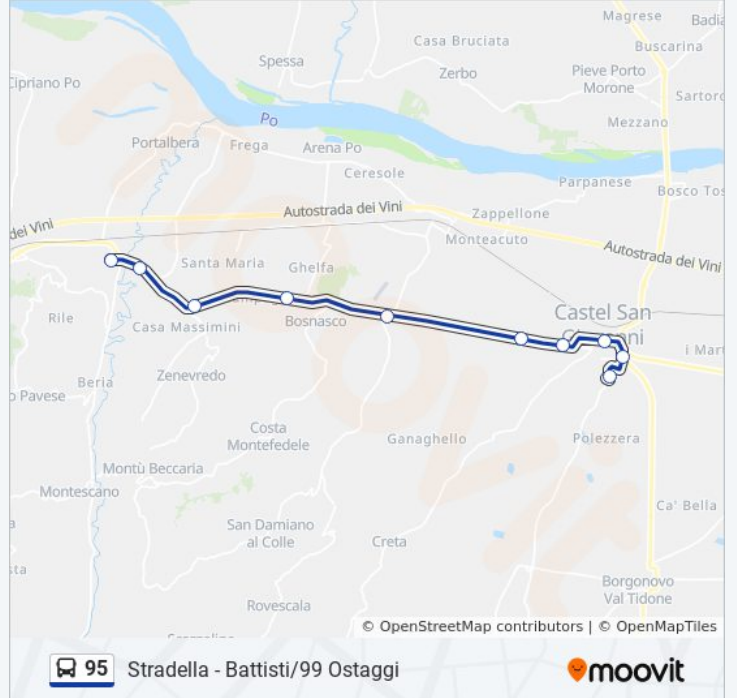 Magrese
Badia
Casa Bruciata
Buscarina
Spessa
Cipriano Po
Zerbo
Pieve Porto
Morone
Sartoro
Po
Mezzano
Portalbera
Frega
Arena Po
Ceresole
Parpanese
Bosco Tos
Autostrada dei Vini
Zappellone
dei Vini
Monteacuto
Autostrada dei Vini
Santa Maria
Ghelfa
Rile
Bosnasco
Castel San
Casa Massimini
i Mart
Zenevredo
Beria
o Pavese
Costa
Montefedele
Ganaghello
Polezzera
Montù Beccaria
Montescano
Ca' Bella
San Damiano
al Colle
Creta
Borgonovo
Val Tidone
Rovescala
© OpenStreetMap contributors | © OpenMapTiles
95 Stradella - Battisti/99 Ostaggi
moovit